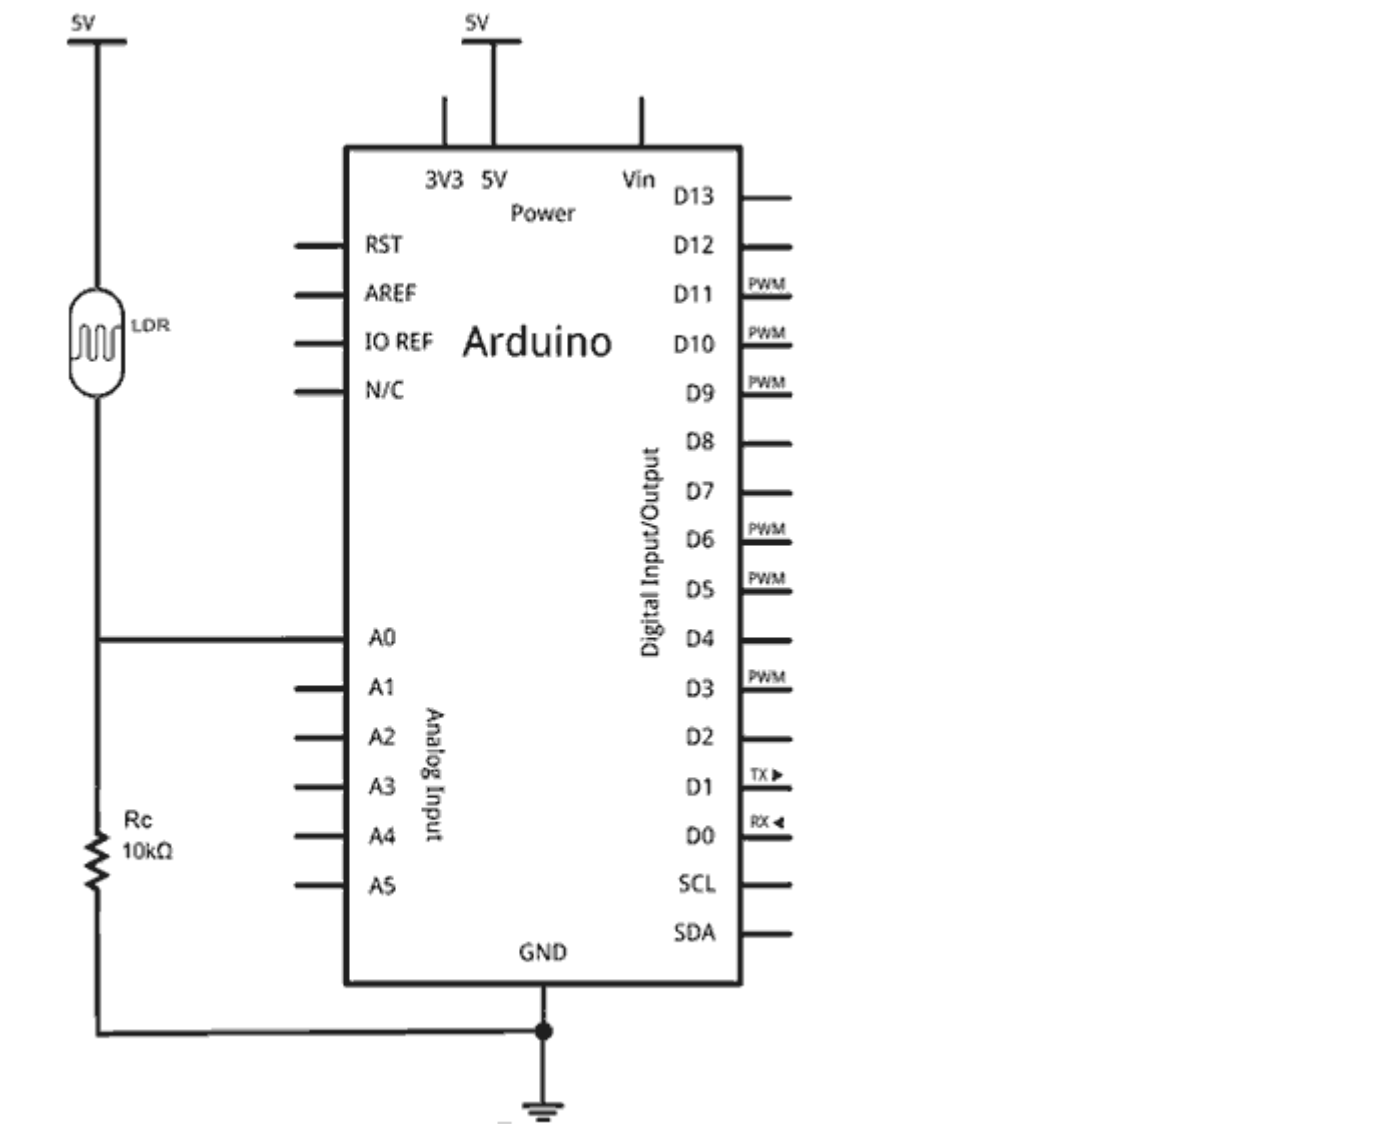 5V
5V
3V3 5V Vin
Power
D13
RST
D12
AREF
D11 PWM
LDR
IO REF
Arduino
D10 PWM
N/C
D9 PWM
D8
D7
Digital Input/Output
D6 PWM
D5 PWM
A0
D4
A1
D3 PWM
A2
D2
Analog Input
A3
D1 TX ▶
Rc
10kΩ
A4
D0 RX ◀
A5
SCL
SDA
GND